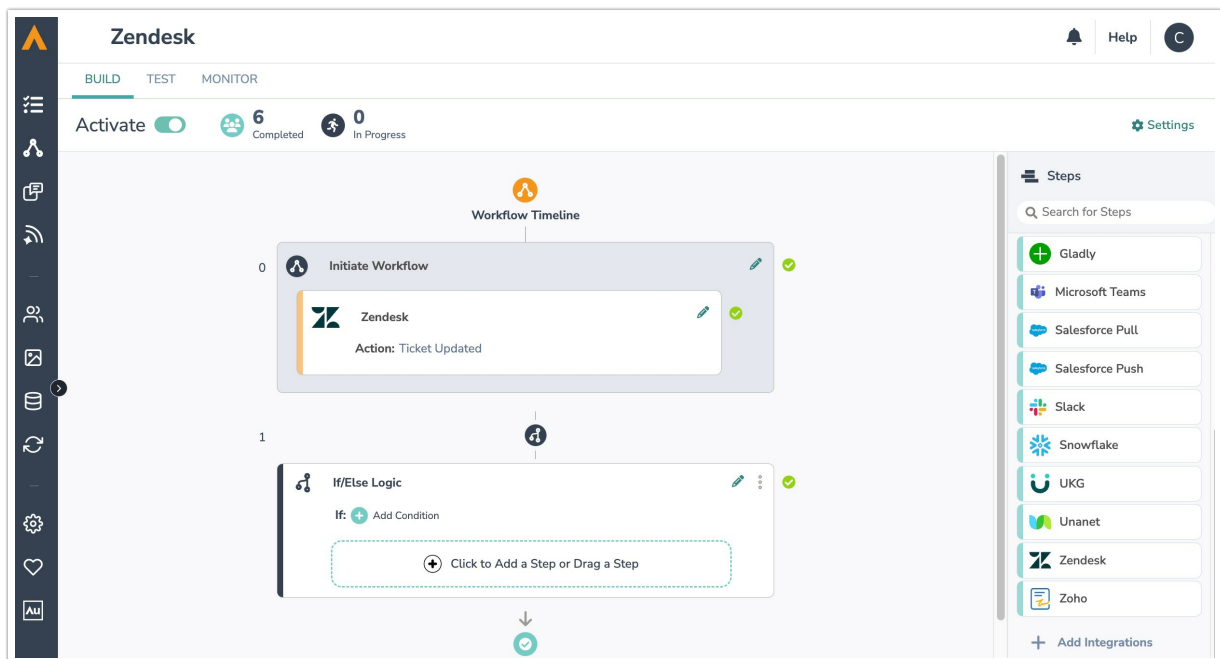 Zendesk
Help
C
BUILD TEST MONITOR
Activate
6
Completed
0
In Progress
Settings
Workflow Timeline
0
Initiate Workflow
Zendesk
Action: Ticket Updated
1
If/Else Logic
If: Add Condition
Click to Add a Step or Drag a Step
Steps
Search for Steps
Gladly
Microsoft Teams
Salesforce Pull
Salesforce Push
Slack
Snowflake
UKG
Unanet
Zendesk
Zoho
Add Integrations
Au